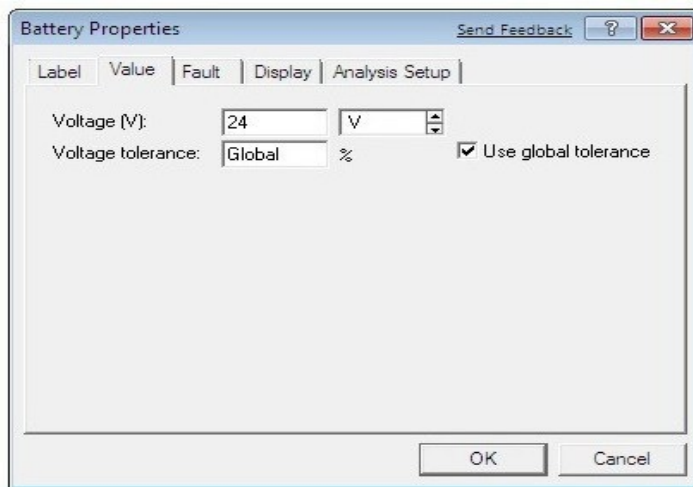 Battery Properties Send Feedback ?
Label Value Fault Display Analysis Setup
Voltage (V): 24 V
Voltage tolerance: Global % Use global tolerance
OK Cancel